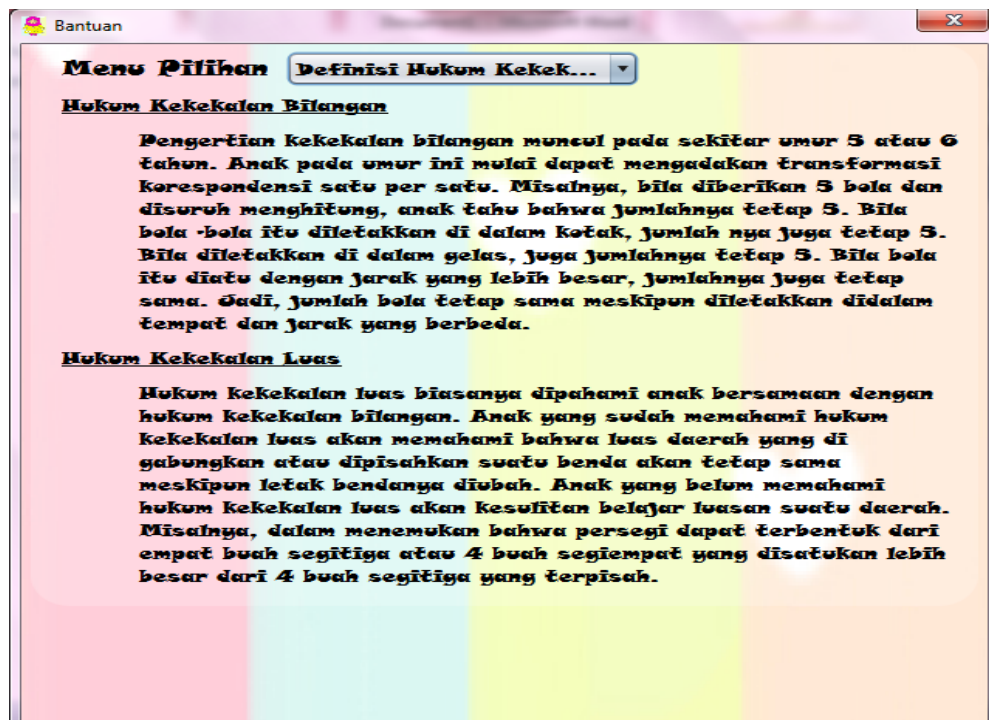 Bantuan
Menu Pilihan Definisi Hukum Kekek...
Hukum Kekekalan Bilangan
Pengertian kekekalan bilangan muncul pada sekitar umur 5 atau 6
tahun. Anak pada umur ini mulai dapat mengadakan transformasi
korespondensi satu per satu. Misalnya, bila diberikan 5 bola dan
disuruh menghitung, anak tahu bahwa jumlahnya tetap 5. Bila
bola -bola itu diletakkan di dalam kotak, jumlah nya juga tetap 5.
Bila diletakkan di dalam gelas, juga jumlahnya tetap 5. Bila bola
itu diatu dengan jarak yang lebih besar, jumlahnya juga tetap
sama. Jadi, jumlah bola tetap sama meskipun diletakkan didalam
tempat dan jarak yang berbeda.
Hukum Kekekalan Luas
Hukum kekekalan luas biasanya dipahami anak bersamaan dengan
hukum kekekalan bilangan. Anak yang sudah memahami hukum
kekekalan luas akan memahami bahwa luas daerah yang di
gabungkan atau dipisahkan suatu benda akan tetap sama
meskipun letak bendanya diubah. Anak yang belum memahami
hukum kekekalan luas akan kesulitan belajar luasan suatu daerah.
Misalnya, dalam menemukan bahwa persegi dapat terbentuk dari
empat buah segitiga atau 4 buah segiempat yang disatukan lebih
besar dari 4 buah segitiga yang terpisah.